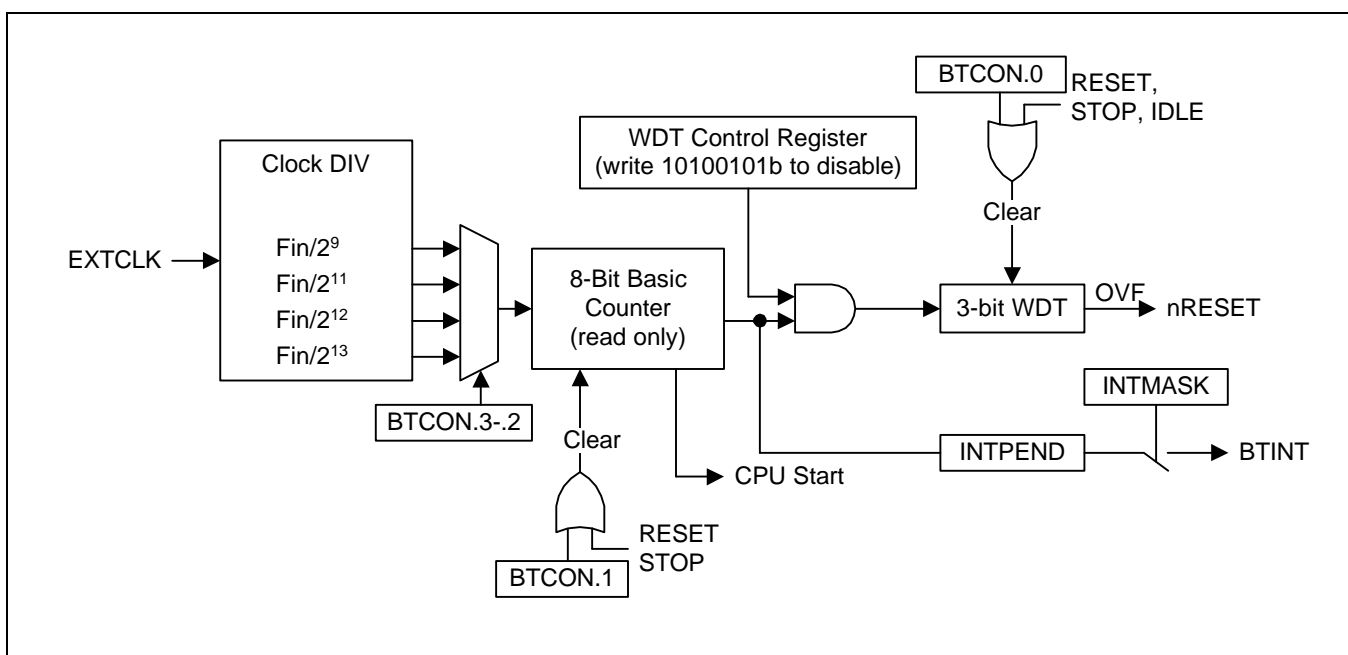 BTCON.0
RESET,
STOP, IDLE
WDT Control Register
(write 10100101b to disable)
Clock DIV
Clear
EXTCLK
Fin/2⁹
Fin/2¹¹
Fin/2¹²
Fin/2¹³
8-Bit Basic
Counter
(read only)
3-bit WDT
OVF
nRESET
BTCON.3-.2
INTMASK
Clear
INTPEND
BTINT
CPU Start
RESET
STOP
BTCON.1